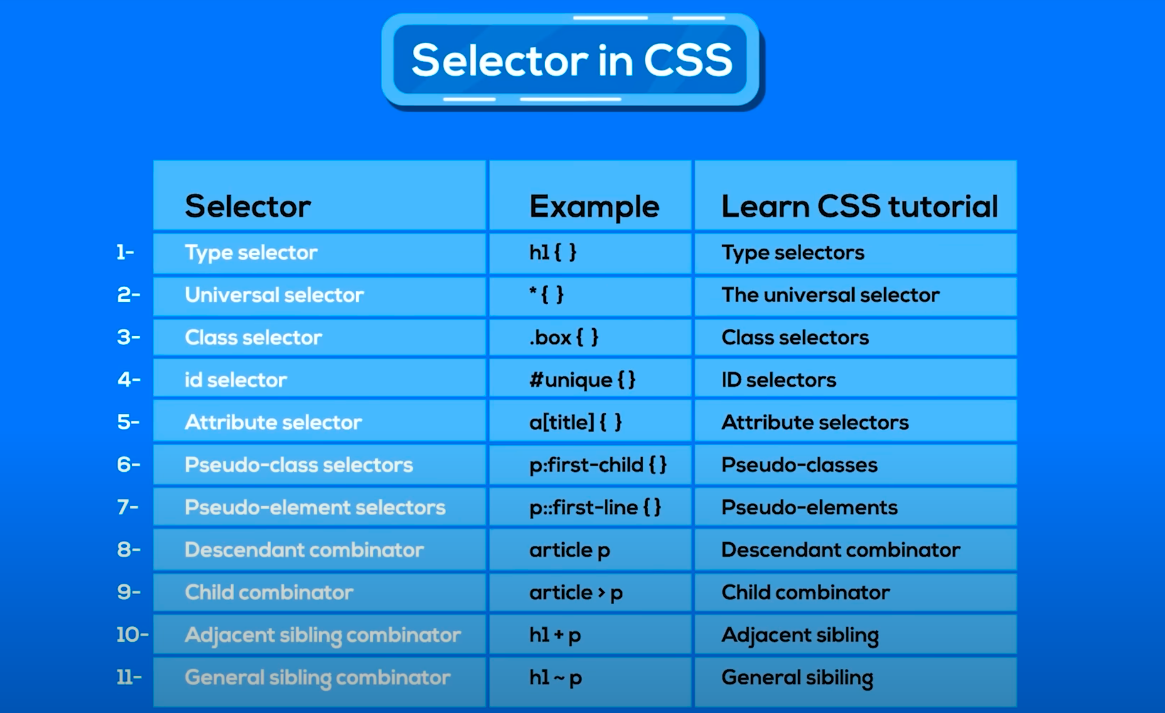 Selector in CSS
Selector Example Learn CSS tutorial
1- Type selector h1 { } Type selectors
2- Universal selector * { } The universal selector
3- Class selector .box { } Class selectors
4- id selector #unique { } ID selectors
5- Attribute selector a[title] { } Attribute selectors
6- Pseudo-class selectors p:first-child { } Pseudo-classes
7- Pseudo-element selectors p::first-line { } Pseudo-elements
8- Descendant combinator article p Descendant combinator
9- Child combinator article > p Child combinator
10- Adjacent sibling combinator h1 + p Adjacent sibling
11- General sibling combinator h1 ~ p General sibiling